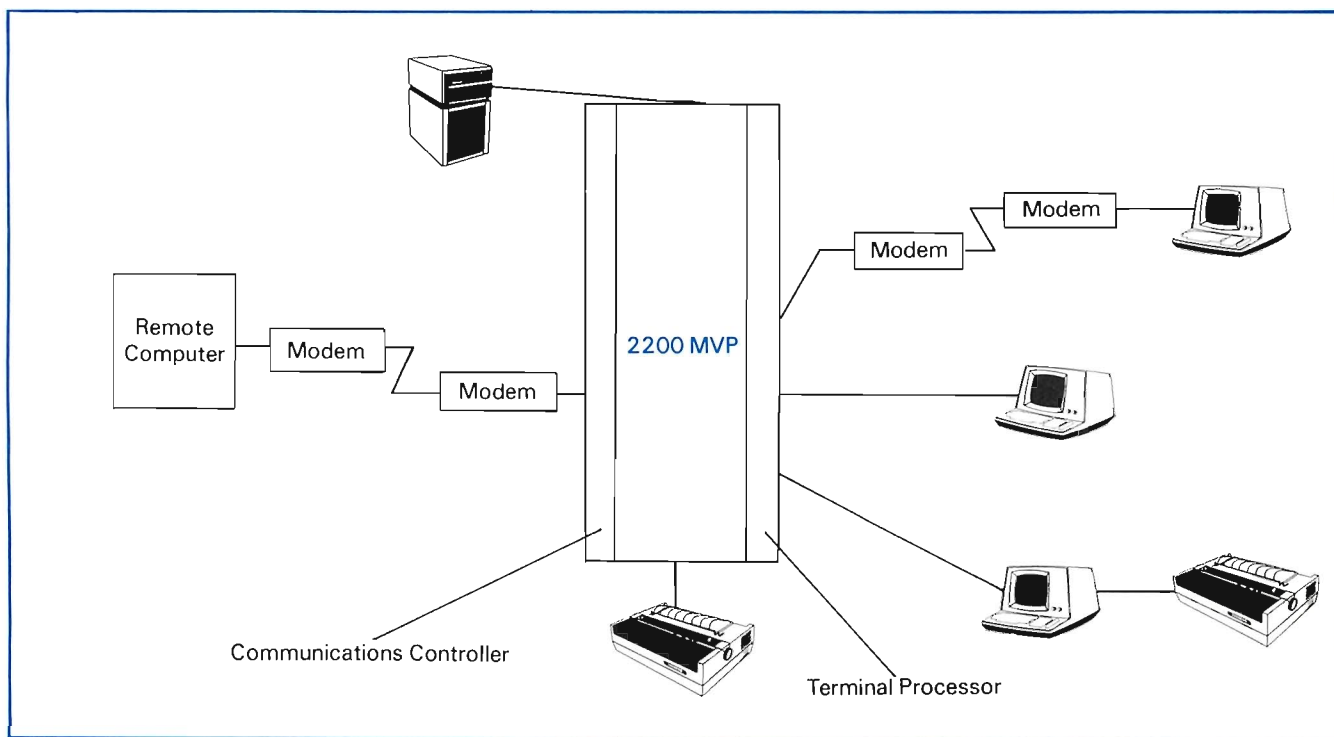 Modem
Modem
Remote
Computer
Modem
Modem
2200 MVP
Communications Controller
Terminal Processor